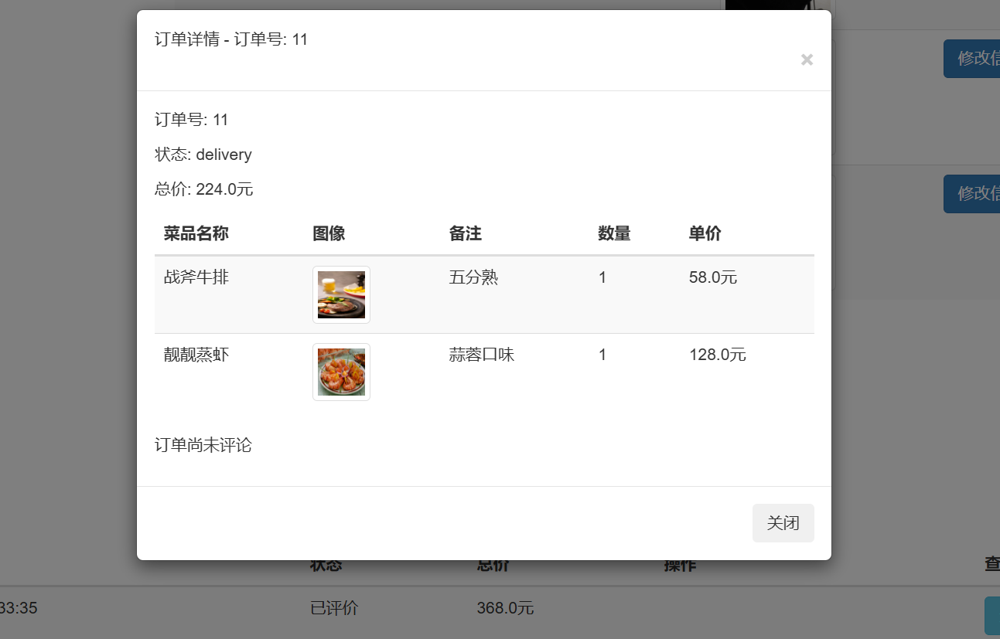 订单详情 - 订单号: 11
×
修改信
订单号: 11
状态: delivery
总价: 224.0元
修改信
菜品名称 图像 备注 数量 单价
战斧牛排 五分熟 1 58.0元
靓靓蒸虾 蒜蓉口味 1 128.0元
订单尚未评论
关闭
状态 总价 操作 查
33:35 已评价 368.0元